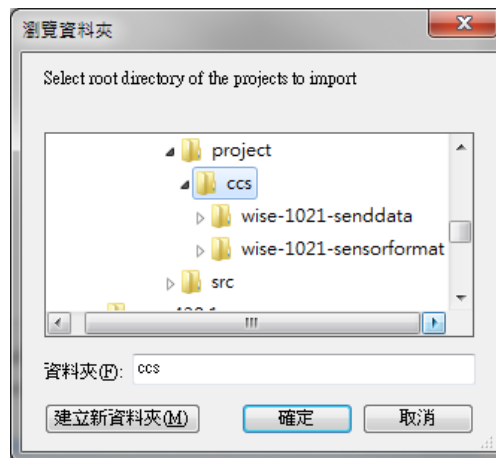 瀏覽資料夾
Select root directory of the projects to import
project
ccs
wise-1021-senddata
wise-1021-sensorformat
src
資料夾(F):
ccs
建立新資料夾(M)
確定
取消